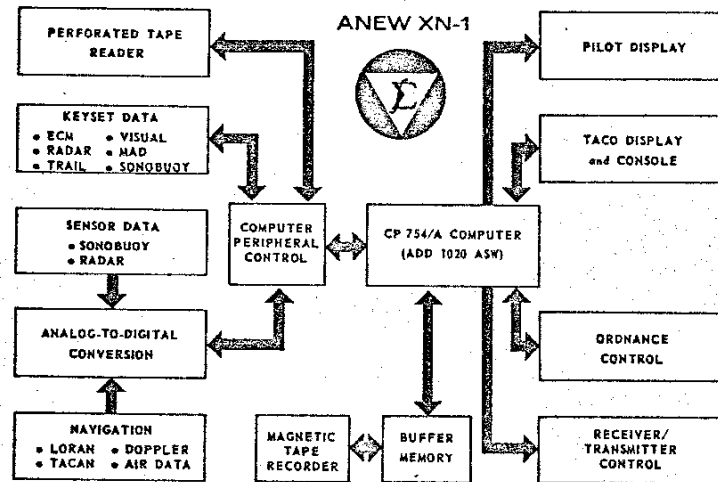 ANEW XN-1
PERFORATED TAPE
READER
KEYSET DATA
• ECM • VISUAL
• RADAR • MAD
• TRAIL • SONOBUOY
SENSOR DATA
• SONOBUOY
• RADAR
ANALOG-TO-DIGITAL
CONVERSION
NAVIGATION
• LORAN • DOPPLER
• TACAN • AIR DATA
COMPUTER
PERIPHERAL
CONTROL
MAGNETIC
TAPE
RECORDER
BUFFER
MEMORY
CP 754/A COMPUTER
(ADD 1020 ASW)
PILOT DISPLAY
TACO DISPLAY
and CONSOLE
ORDNANCE
CONTROL
RECEIVER/
TRANSMITTER
CONTROL